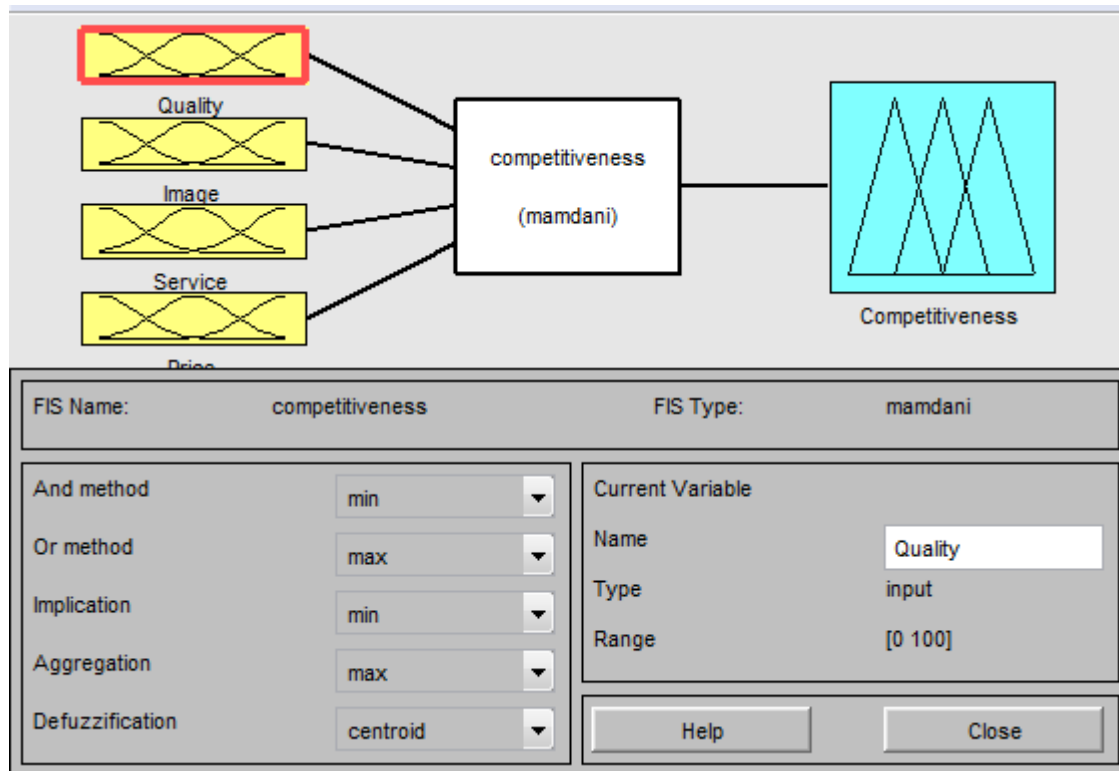 Quality
Image
Service
Price
competitiveness
(mamdani)
Competitiveness
FIS Name: competitiveness FIS Type: mamdani
And method min
Or method max
Implication min
Aggregation max
Defuzzification centroid
Current Variable
Name Quality
Type input
Range [0 100]
Help Close